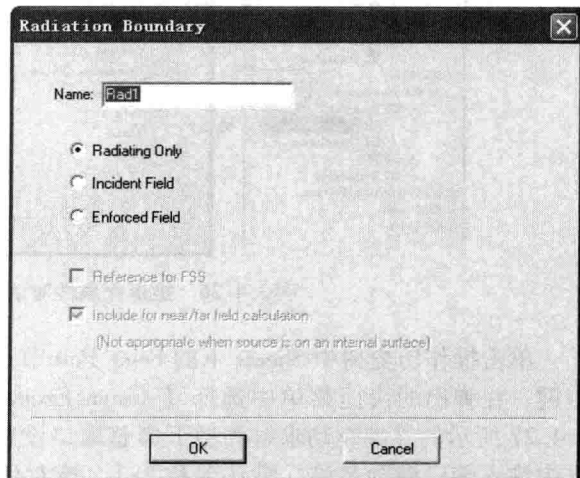 Radiation Boundary
Name: Rad1
Radiating Only
Incident Field
Enforced Field
Reference for FSS
Include for near/far field calculation
(Not appropriate when source is on an internal surface)
OK
Cancel